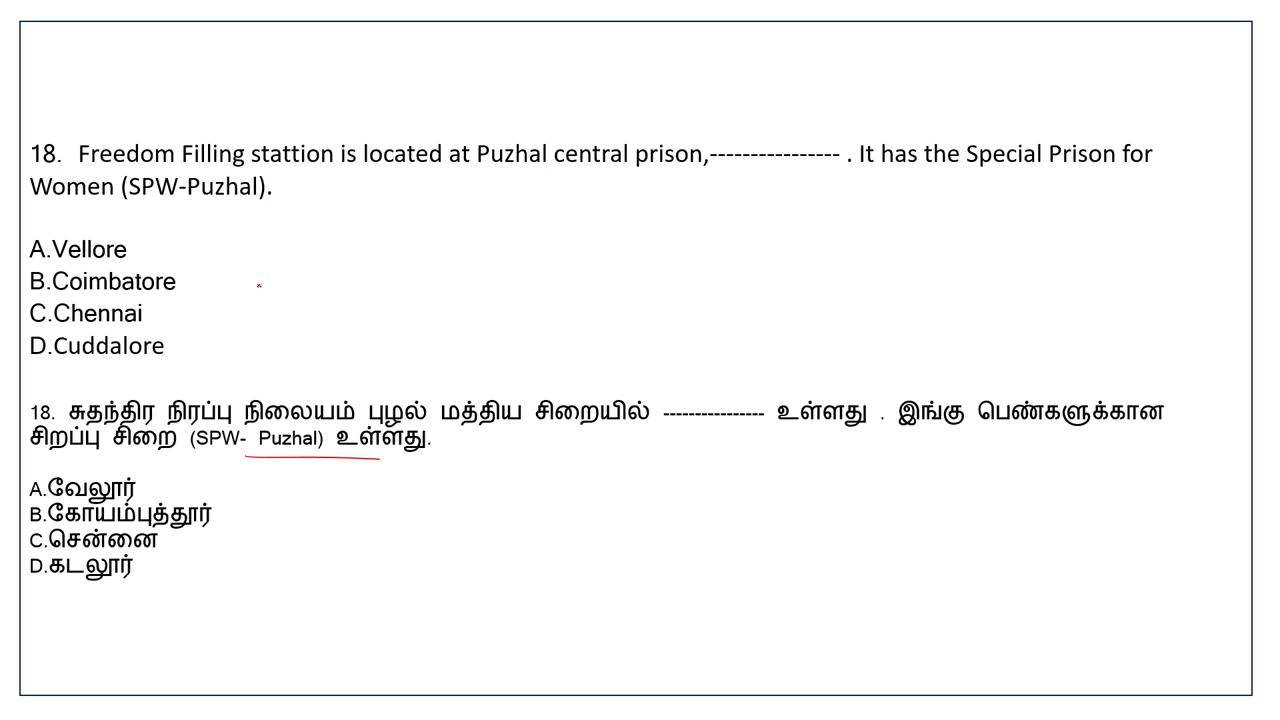 18. Freedom Filling stattion is located at Puzhal central prison,---------------- . It has the Special Prison for
Women (SPW-Puzhal).
A.Vellore
B.Coimbatore
C.Chennai
D.Cuddalore
18. சுதந்திர நிரப்பு நிலையம் புழல் மத்திய சிறையில் ---------------- உள்ளது . இங்கு பெண்களுக்கான
சிறப்பு சிறை (SPW- Puzhal) உள்ளது.
A.வேலூர்
B.கோயம்புத்தூர்
C.சென்னை
D.கடலூர்